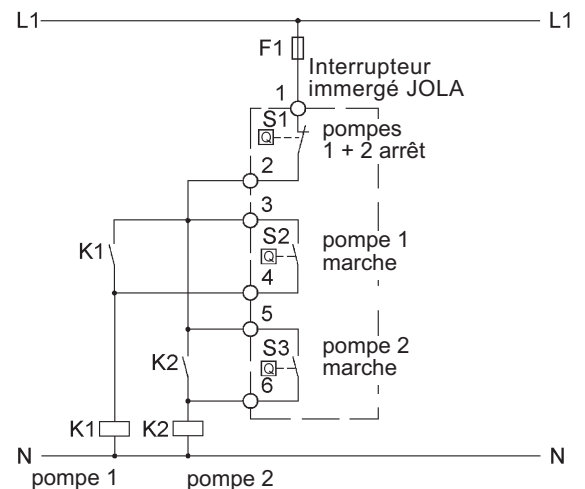 L1 L1
F1
Interrupteur
immergé JOLA
1
S1
Q
pompes
1 + 2 arrêt
2
3
K1
S2
Q
pompe 1
marche
4
5
K2
S3
Q
pompe 2
marche
6
K1 K2
N N
pompe 1 pompe 2